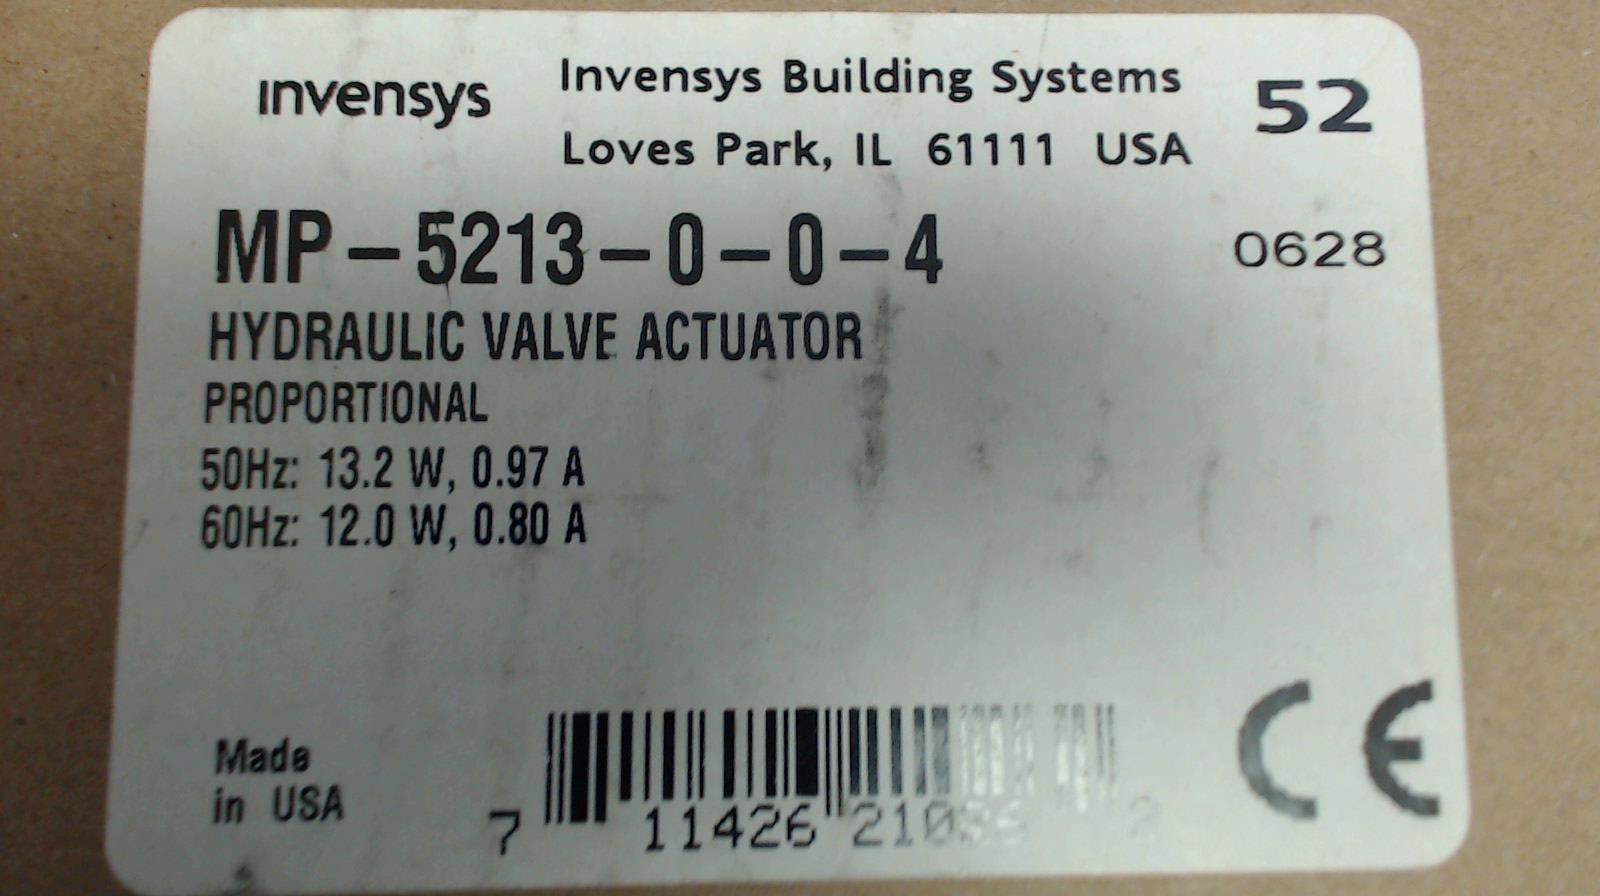 invensys
Invensys Building Systems
Loves Park, IL 61111 USA
52
MP-5213-0-0-4
0628
HYDRAULIC VALVE ACTUATOR
PROPORTIONAL
50Hz: 13.2 W, 0.97 A
60Hz: 12.0 W, 0.80 A
Made
in USA
7 11426
CE